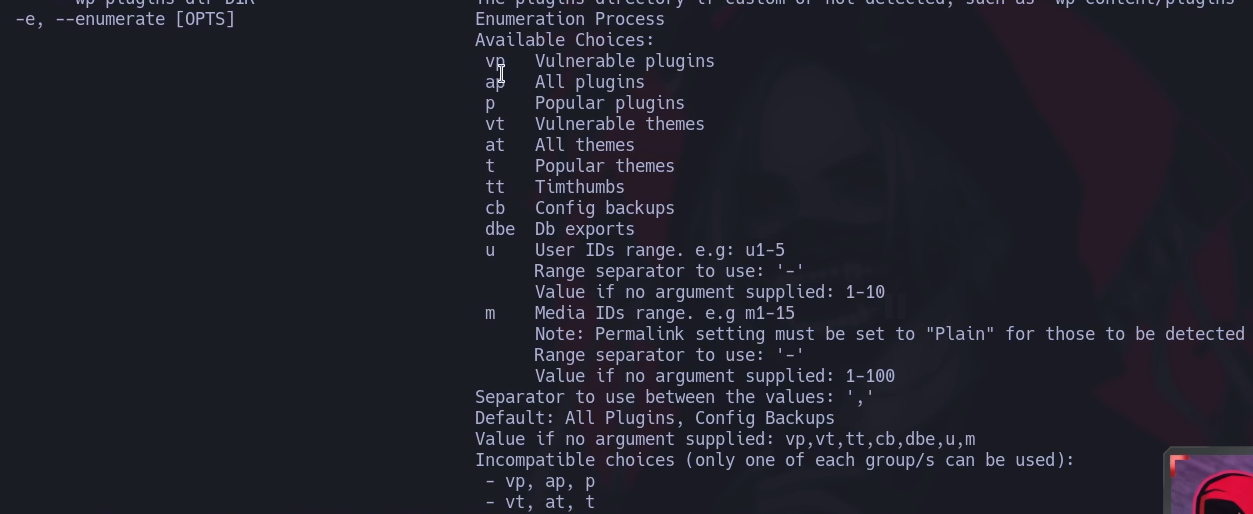 -e, --enumerate [OPTS] Enumeration Process
Available Choices:
vp Vulnerable plugins
ap All plugins
p Popular plugins
vt Vulnerable themes
at All themes
t Popular themes
tt Timthumbs
cb Config backups
dbe Db exports
u User IDs range. e.g: u1-5
Range separator to use: '-'
Value if no argument supplied: 1-10
m Media IDs range. e.g m1-15
Note: Permalink setting must be set to "Plain" for those to be detected
Range separator to use: '-'
Value if no argument supplied: 1-100
Separator to use between the values: ','
Default: All Plugins, Config Backups
Value if no argument supplied: vp,vt,tt,cb,dbe,u,m
Incompatible choices (only one of each group/s can be used):
- vp, ap, p
- vt, at, t